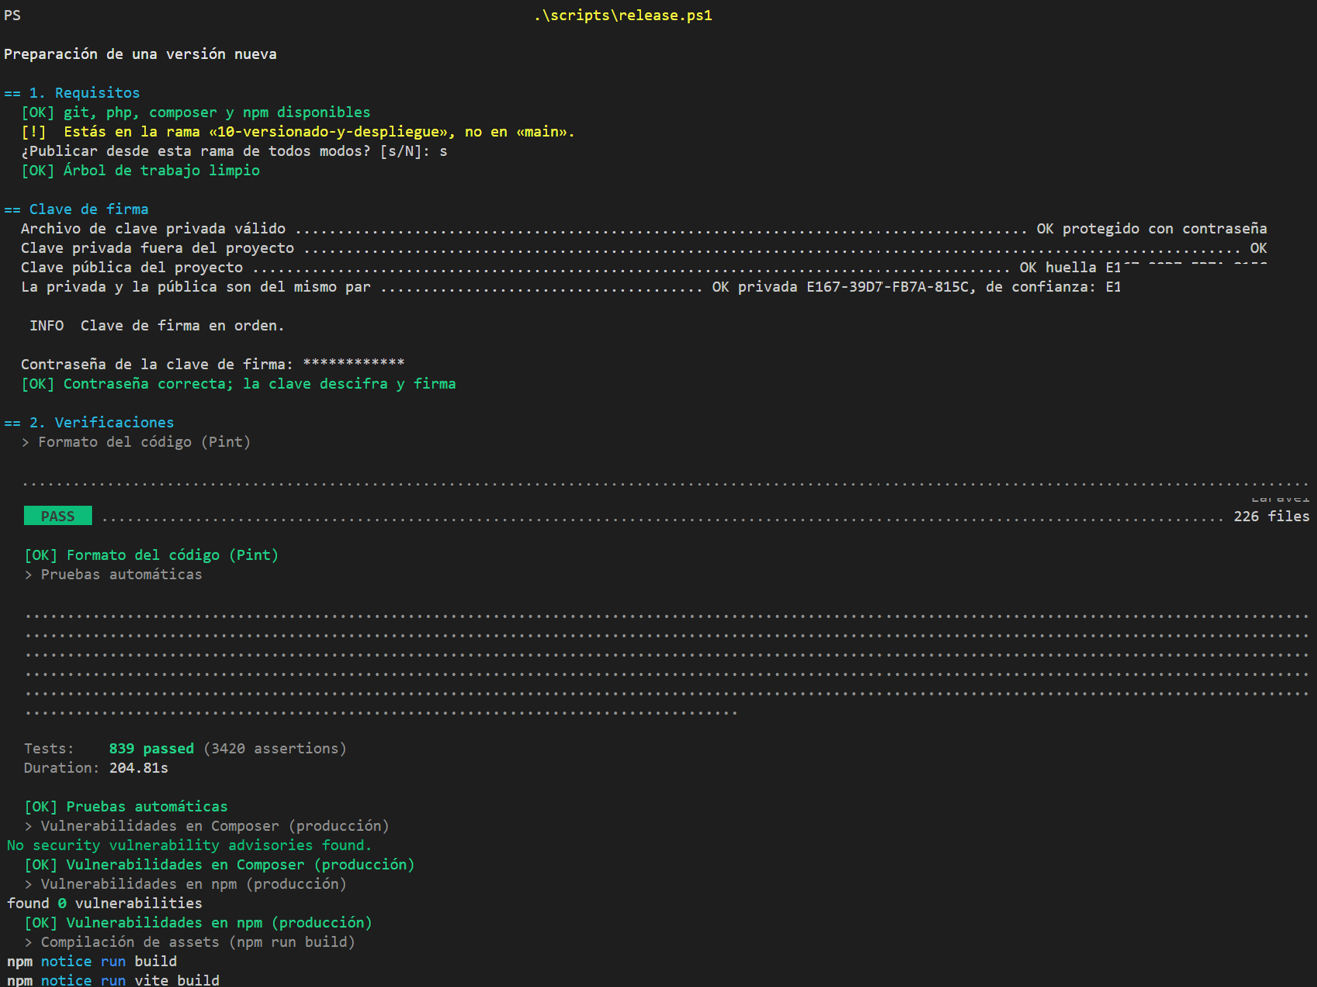 PS .\scripts\release.ps1
Preparación de una versión nueva
== 1. Requisitos
[OK] git, php, composer y npm disponibles
[!] Estás en la rama «10-versionado-y-despliegue», no en «main».
¿Publicar desde esta rama de todos modos? [s/N]: s
[OK] Árbol de trabajo limpio
== Clave de firma
Archivo de clave privada válido ....................................................................................... OK protegido con contraseña
Clave privada fuera del proyecto .............................................................................................................. OK
Clave pública del proyecto ......................................................................................... OK huella E1
La privada y la pública son del mismo par ...................................... OK privada E167-39D7-FB7A-815C, de confianza: E1
INFO Clave de firma en orden.
Contraseña de la clave de firma: ************
[OK] Contraseña correcta; la clave descifra y firma
== 2. Verificaciones
> Formato del código (Pint)
.......................................................................................................................................................
PASS .................................................................................................................................... 226 files
[OK] Formato del código (Pint)
> Pruebas automáticas
.......................................................................................................................................................
.......................................................................................................................................................
.......................................................................................................................................................
.......................................................................................................................................................
.......................................................................................................................................................
....................................................................................
Tests: 839 passed (3420 assertions)
Duration: 204.81s
[OK] Pruebas automáticas
> Vulnerabilidades en Composer (producción)
No security vulnerability advisories found.
[OK] Vulnerabilidades en Composer (producción)
> Vulnerabilidades en npm (producción)
found 0 vulnerabilities
[OK] Vulnerabilidades en npm (producción)
> Compilación de assets (npm run build)
npm notice run build
npm notice run vite build